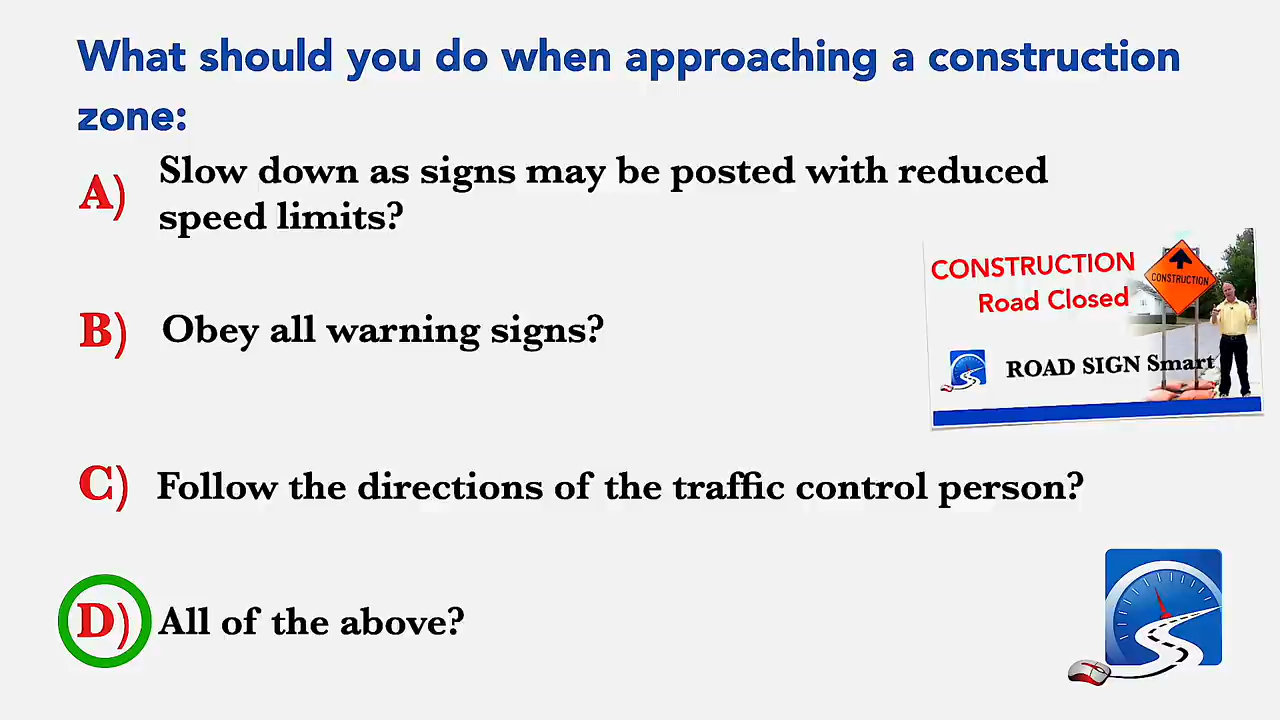 What should you do when approaching a construction
zone:
A) Slow down as signs may be posted with reduced
speed limits?
B) Obey all warning signs?
CONSTRUCTION
Road Closed
CONSTRUCTION
ROAD SIGN Smart
C) Follow the directions of the traffic control person?
D) All of the above?